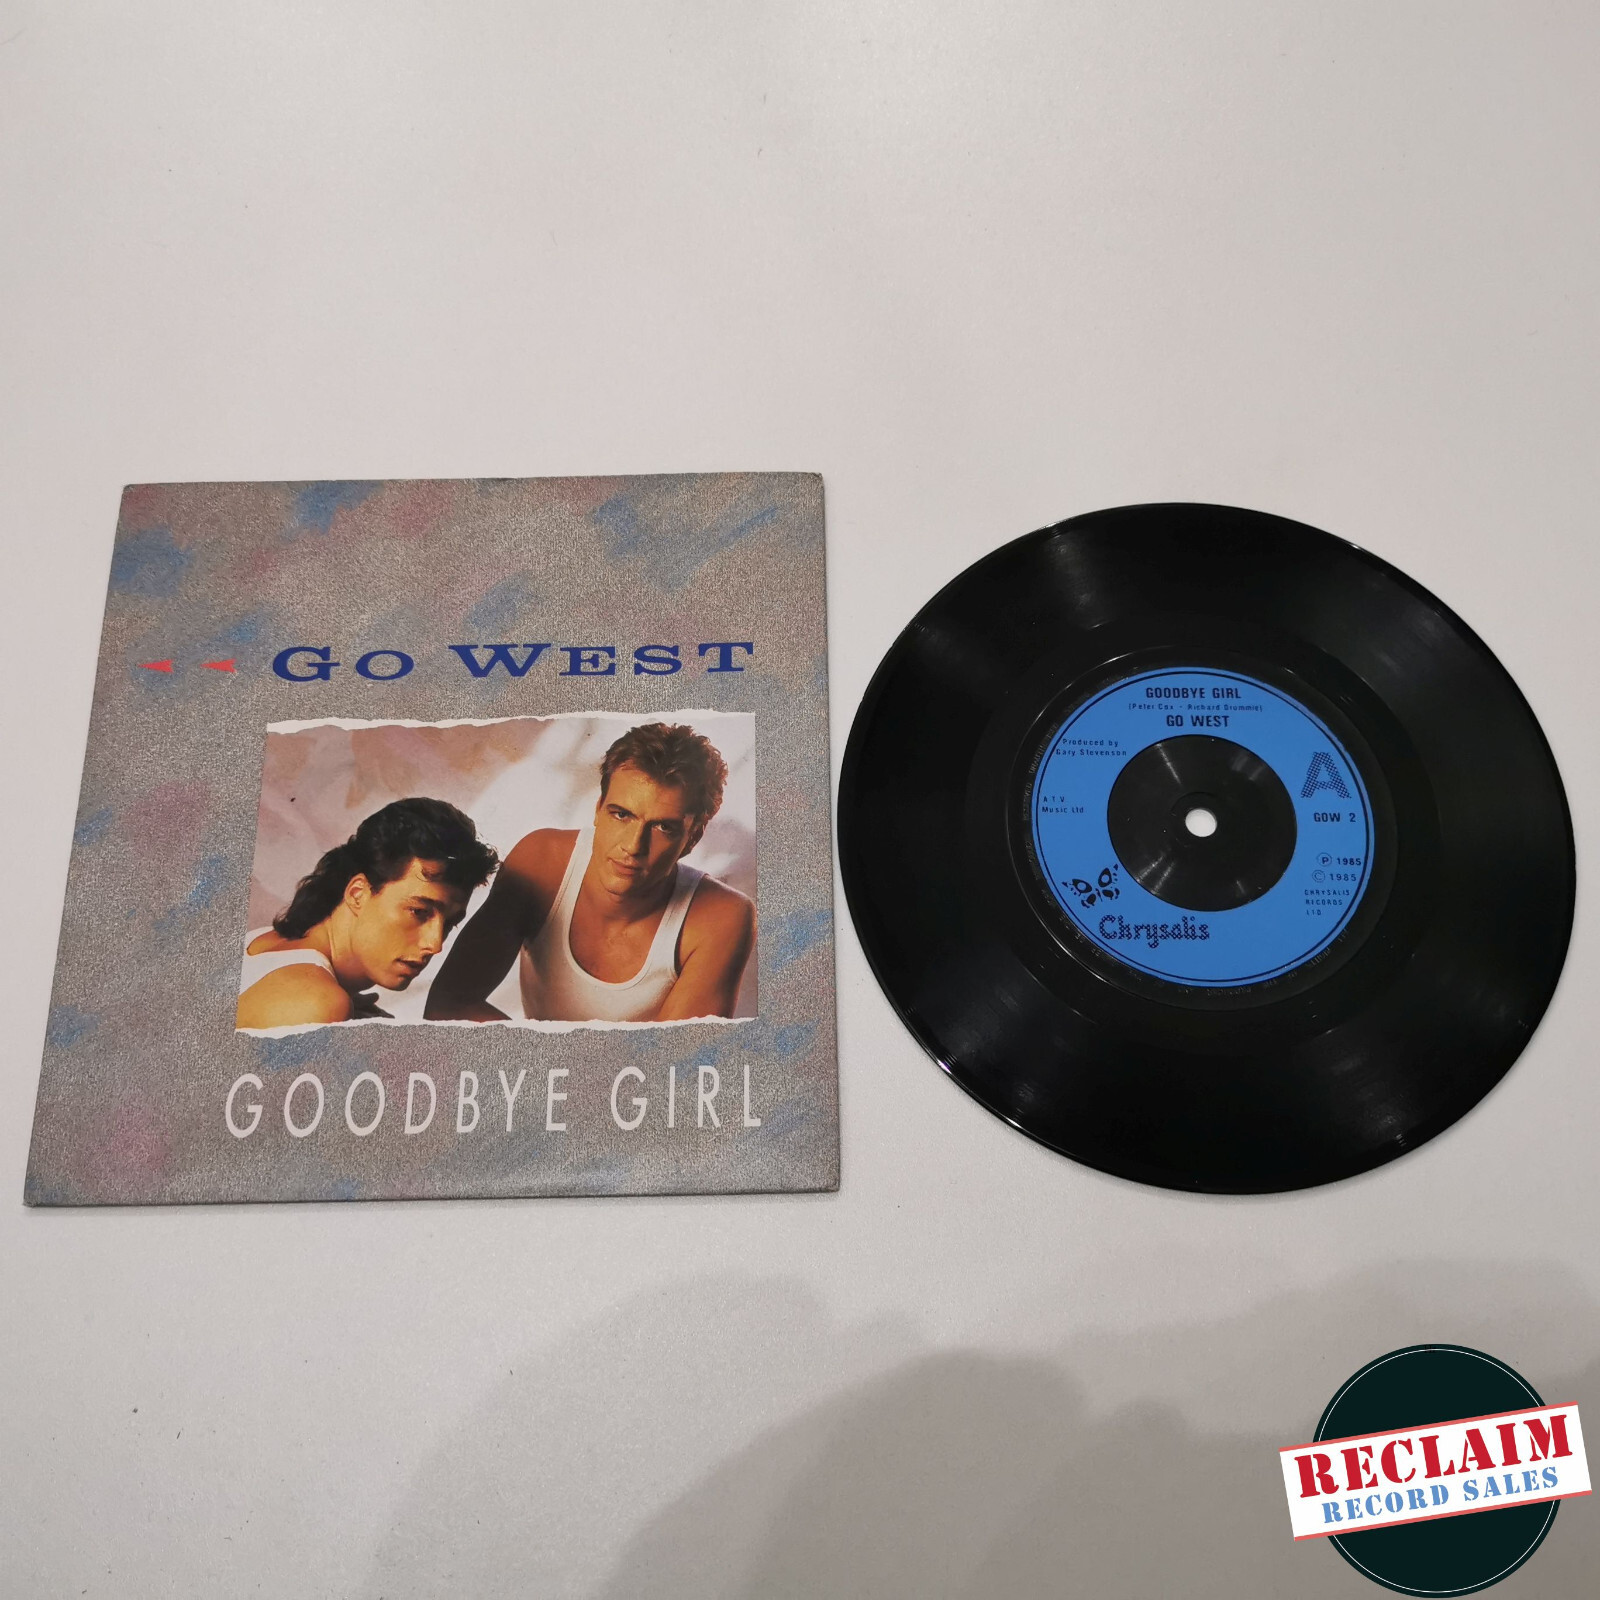 GO WEST
GOODBYE GIRL
GOODBYE GIRL
(Peter Cox - Richard Drummie)
GO WEST
Produced by
Gary Stevenson
ATV
Music Ltd
A
GOW 2
Ⓟ 1985
© 1985
CHRYSALIS
RECORDS
LTD
Chrysalis
RECLAIM
RECORD SALES